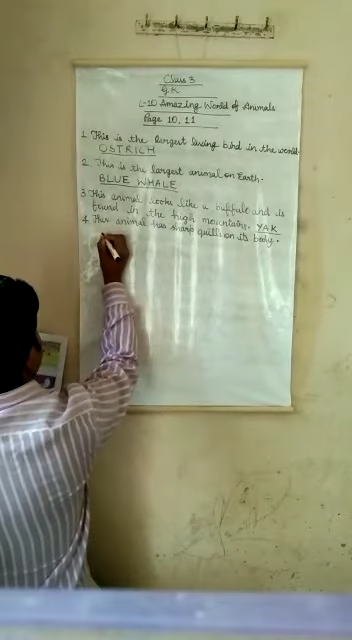 Class 3
G.K
L-10 Amazing World of Animals
Page 10, 11
1. This is the largest living bird in the world.
OSTRICH
2. This is the largest animal on Earth.
BLUE WHALE
3. This animal looks like a buffalo and is
found in the high mountains. YAK
4. This animal has sharp quills on its body.